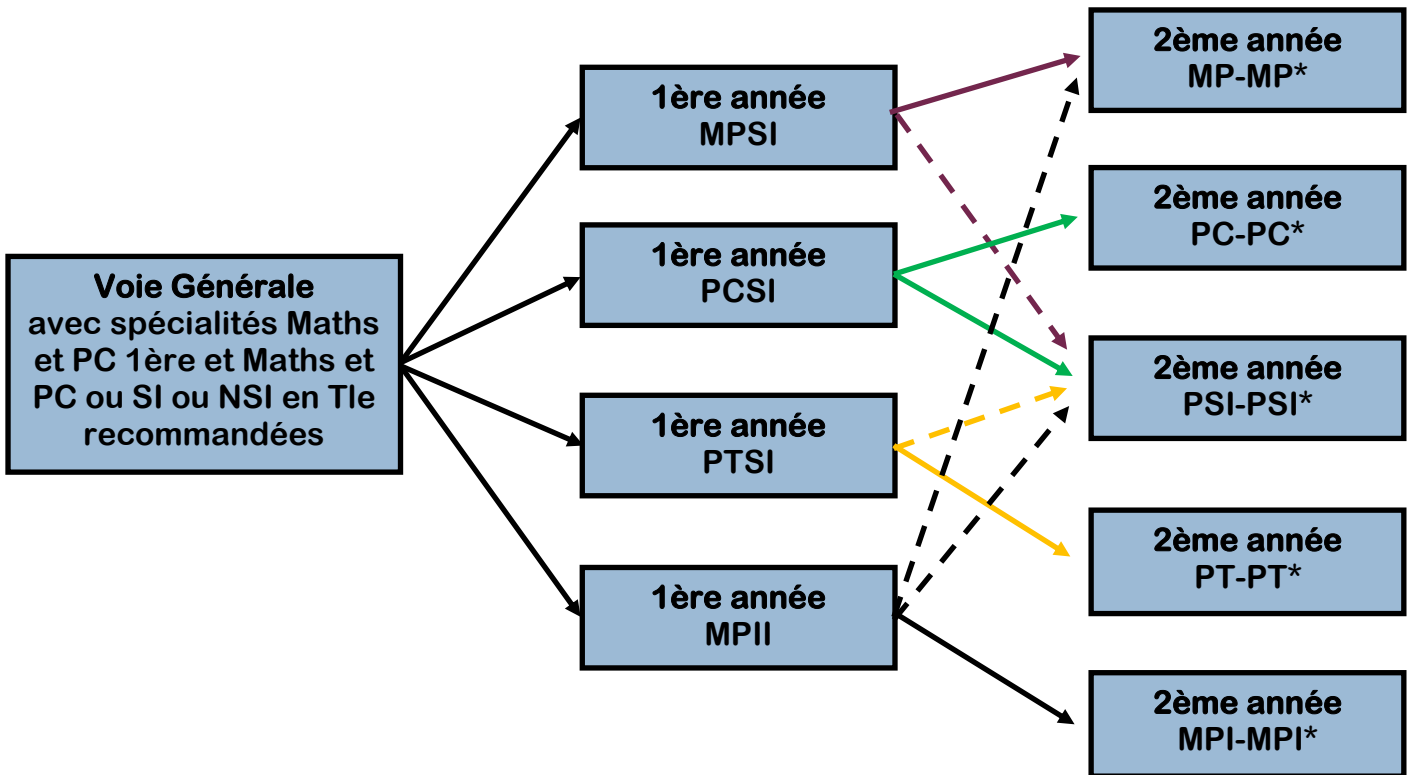 Voie Générale
avec spécialités Maths
et PC 1ère et Maths et
PC ou SI ou NSI en Tle
recommandées
1ère année
MPSI
1ère année
PCSI
1ère année
PTSI
1ère année
MPII
2ème année
MP-MP*
2ème année
PC-PC*
2ème année
PSI-PSI*
2ème année
PT-PT*
2ème année
MPI-MPI*